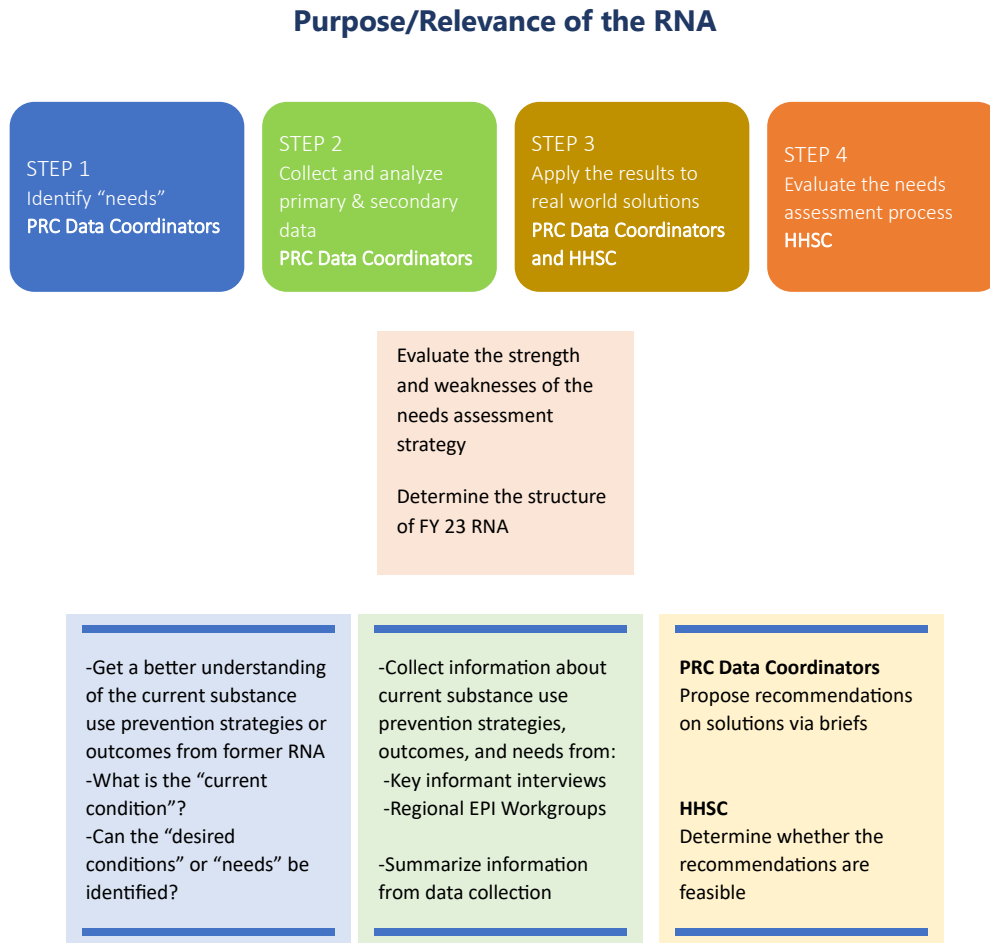 Purpose/Relevance of the RNA
STEP 1
Identify “needs”
PRC Data Coordinators
STEP 2
Collect and analyze
primary & secondary
data
PRC Data Coordinators
STEP 3
Apply the results to
real world solutions
PRC Data Coordinators
and HHSC
STEP 4
Evaluate the needs
assessment process
HHSC
Evaluate the strength
and weaknesses of the
needs assessment
strategy
Determine the structure
of FY 23 RNA
-Get a better understanding
of the current substance
use prevention strategies or
outcomes from former RNA
-What is the “current
condition”?
-Can the “desired
conditions” or “needs” be
identified?
-Collect information about
current substance use
prevention strategies,
outcomes, and needs from:
-Key informant interviews
-Regional EPI Workgroups
-Summarize information
from data collection
PRC Data Coordinators
Propose recommendations
on solutions via briefs
HHSC
Determine whether the
recommendations are
feasible